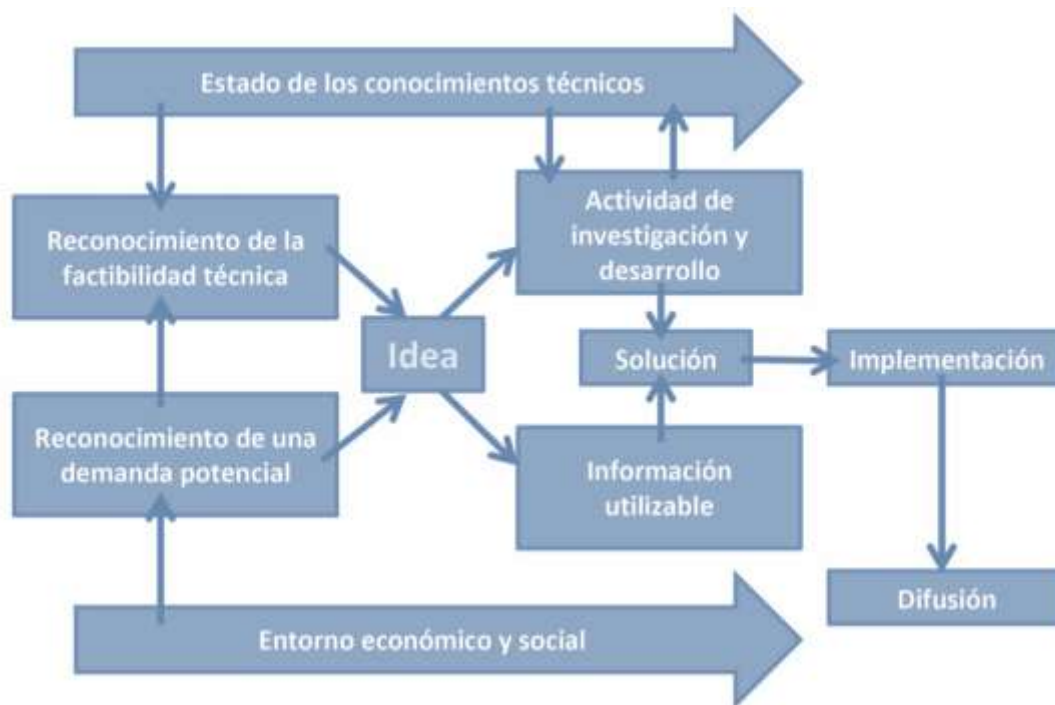 Estado de los conocimientos técnicos
Reconocimiento de la
factibilidad técnica
Actividad de
investigación y
desarrollo
Idea
Solución
Implementación
Reconocimiento de una
demanda potencial
Información
utilizable
Difusión
Entorno económico y social